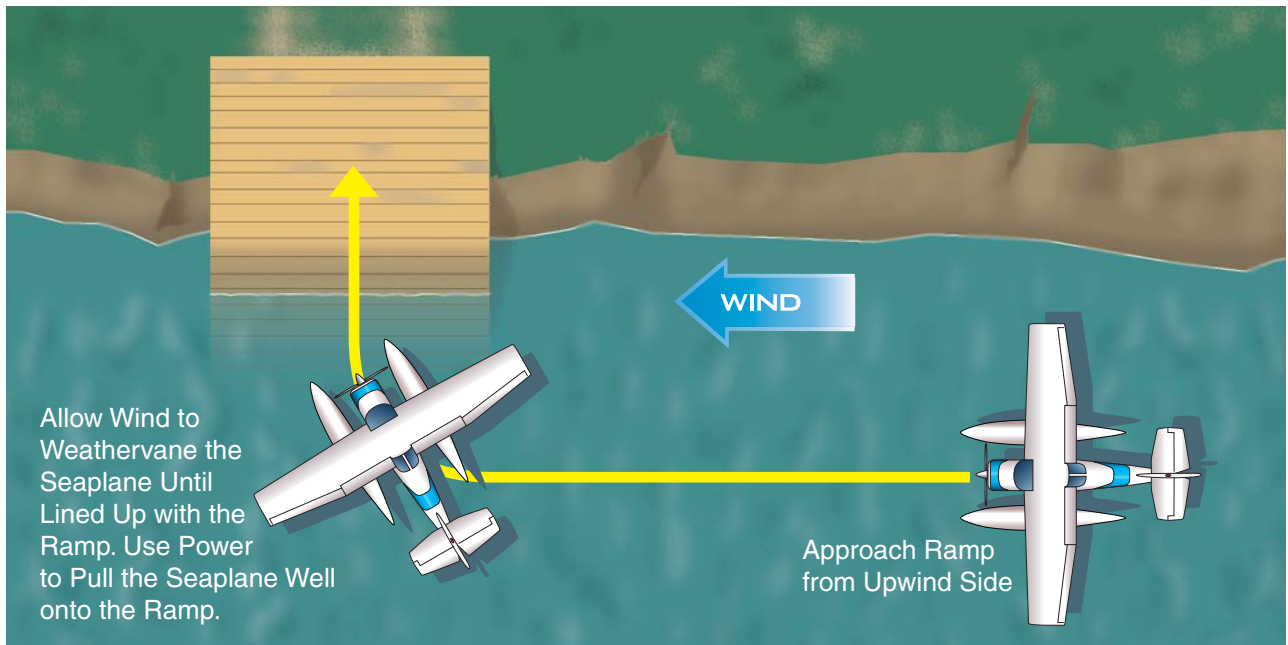 WIND
Allow Wind to
Weathervane the
Seaplane Until
Lined Up with the
Ramp. Use Power
to Pull the Seaplane Well
onto the Ramp.
Approach Ramp
from Upwind Side